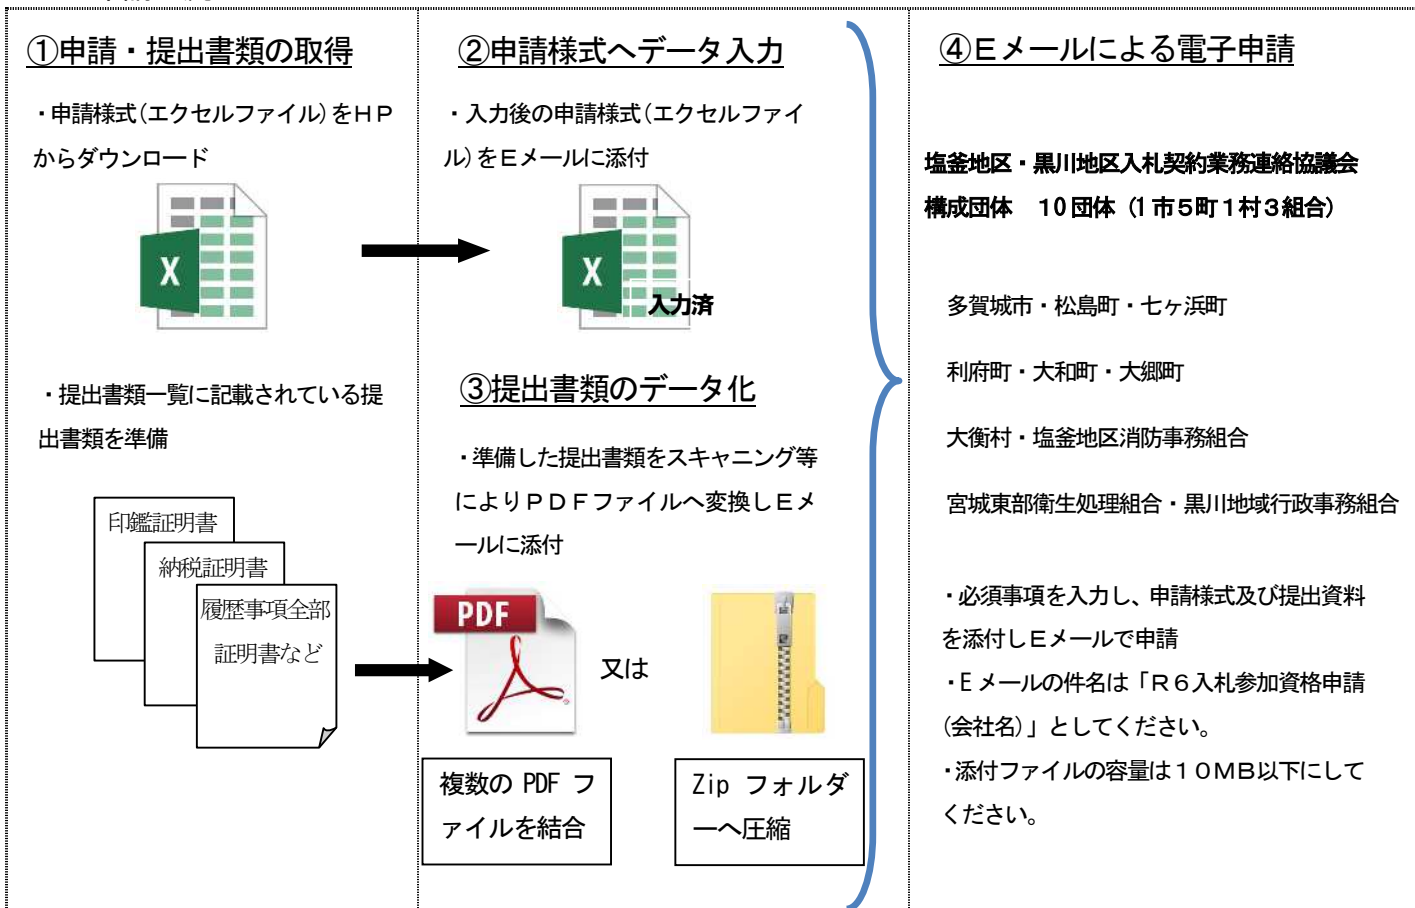 ①申請・提出書類の取得
・申請様式(エクセルファイル)をＨＰ
からダウンロード
X
・提出書類一覧に記載されている提
出書類を準備
印鑑証明書
納税証明書
履歴事項全部
証明書など
②申請様式へデータ入力
・入力後の申請様式(エクセルファイ
ル)をＥメールに添付
X
入力済
③提出書類のデータ化
・準備した提出書類をスキャニング等
によりＰＤＦファイルへ変換しＥメ
ールに添付
PDF
又は
複数の PDF フ
ァイルを結合
Zip フォルダ
ーへ圧縮
④Ｅメールによる電子申請
塩釜地区・黒川地区入札契約業務連絡協議会
構成団体　10団体（1市５町１村３組合）
多賀城市・松島町・七ヶ浜町
利府町・大和町・大郷町
大衡村・塩釜地区消防事務組合
宮城東部衛生処理組合・黒川地域行政事務組合
・必須事項を入力し、申請様式及び提出資料
を添付しＥメールで申請
・E メールの件名は「Ｒ６入札参加資格申請
(会社名)」としてください。
・添付ファイルの容量は１０ＭＢ以下にして
ください。